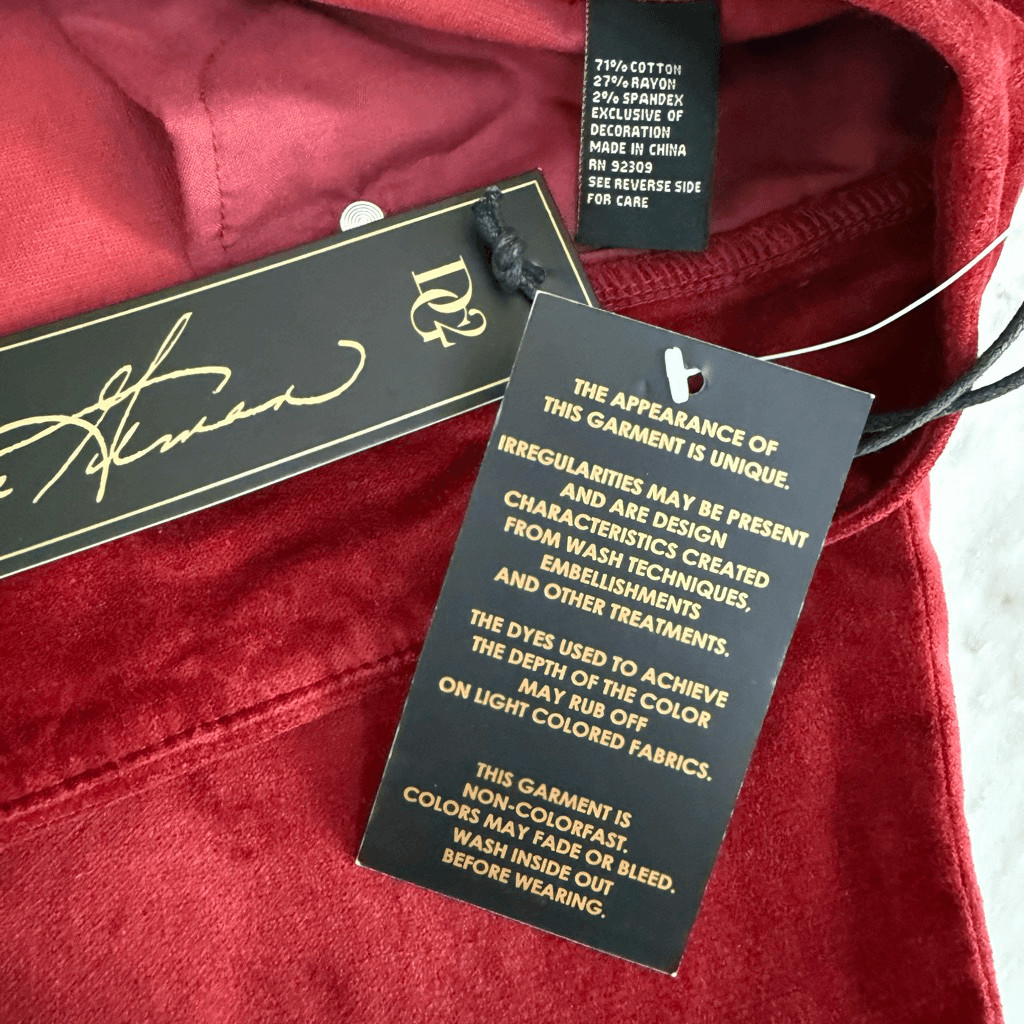 71% COTTON
27% RAYON
2% SPANDEX
EXCLUSIVE OF
DECORATION
MADE IN CHINA
RN 92309
SEE REVERSE SIDE
FOR CARE
DG2
THE APPEARANCE OF
THIS GARMENT IS UNIQUE.
IRREGULARITIES MAY BE PRESENT
AND ARE DESIGN
CHARACTERISTICS CREATED
FROM WASH TECHNIQUES,
EMBELLISHMENTS
AND OTHER TREATMENTS.
THE DYES USED TO ACHIEVE
THE DEPTH OF THE COLOR
MAY RUB OFF
ON LIGHT COLORED FABRICS.
THIS GARMENT IS
NON-COLORFAST.
COLORS MAY FADE OR BLEED.
WASH INSIDE OUT
BEFORE WEARING.